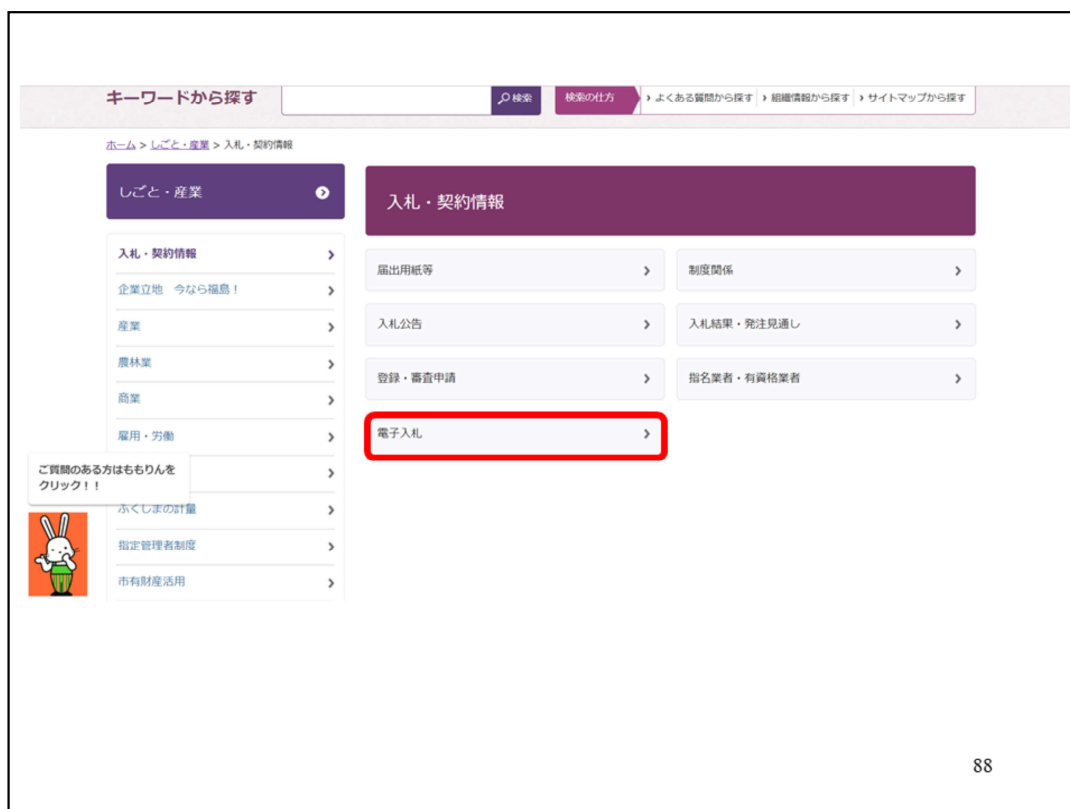 キーワードから探す
検索
検索の仕方
よくある質問から探す
組織情報から探す
サイトマップから探す
ホーム > しごと・産業 > 入札・契約情報
しごと・産業
入札・契約情報
企業立地 今なら福島!
産業
農林業
商業
雇用・労働
ご質問のある方はももりんを
クリック!!
ふくしまの計量
指定管理者制度
市有財産活用
入札・契約情報
届出用紙等
制度関係
入札公告
入札結果・発注見通し
登録・審査申請
指名業者・有資格業者
電子入札
88